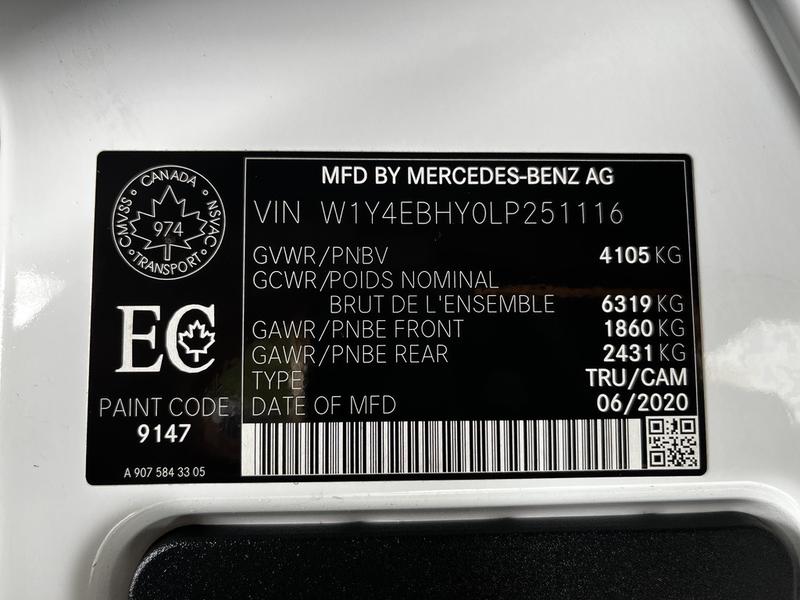 CANADA
CMVSS • NSVAC
974
• TRANSPORT •
EC
PAINT CODE
9147
A 907 584 33 05
MFD BY MERCEDES-BENZ AG
VIN W1Y4EBHY0LP251116
GVWR/PNBV 4105 KG
GCWR/POIDS NOMINAL
BRUT DE L'ENSEMBLE 6319 KG
GAWR/PNBE FRONT 1860 KG
GAWR/PNBE REAR 2431 KG
TYPE TRU/CAM
DATE OF MFD 06/2020